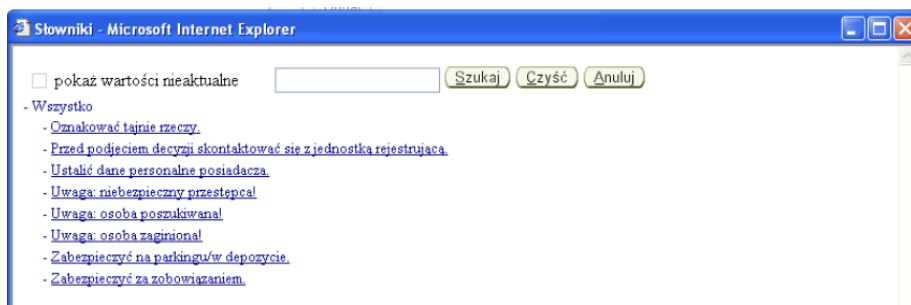 Słowniki - Microsoft Internet Explorer
pokaż wartości nieaktualne Szukaj Czyść Anuluj
- Wszystko
- Oznakować tajnie rzeczy.
- Przed podjęciem decyzji skontaktować się z jednostką rejestrującą.
- Ustalić dane personalne posiadacza.
- Uwaga: niebezpieczny przestępca!
- Uwaga: osoba poszukiwana!
- Uwaga: osoba zaginiona!
- Zabezpieczyć na parkingu/w depozycie.
- Zabezpieczyć za zobowiązaniem.